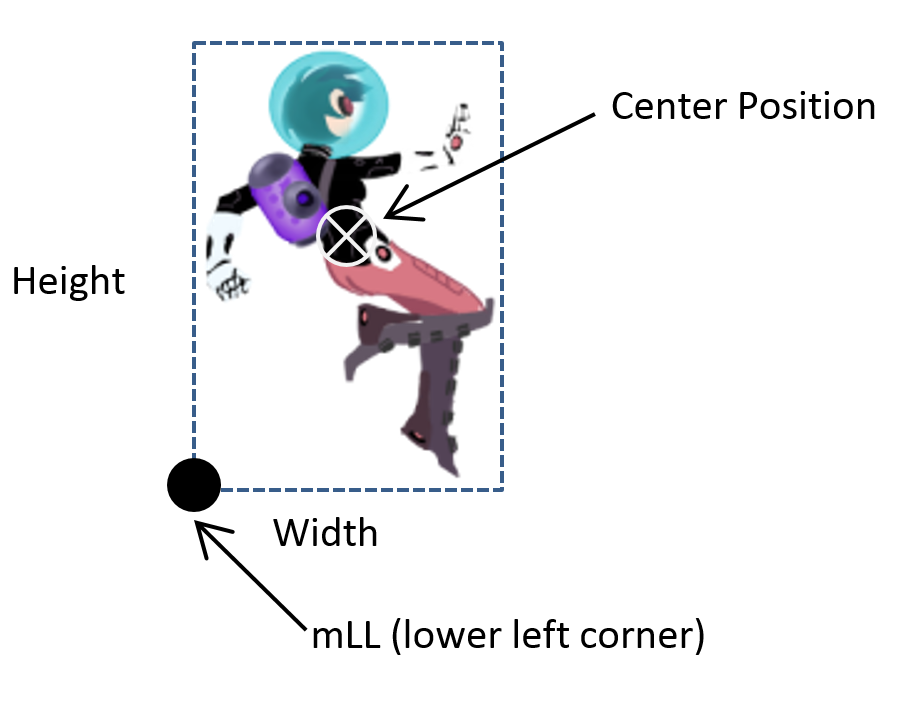 Center Position
Height
Width
mLL (lower left corner)